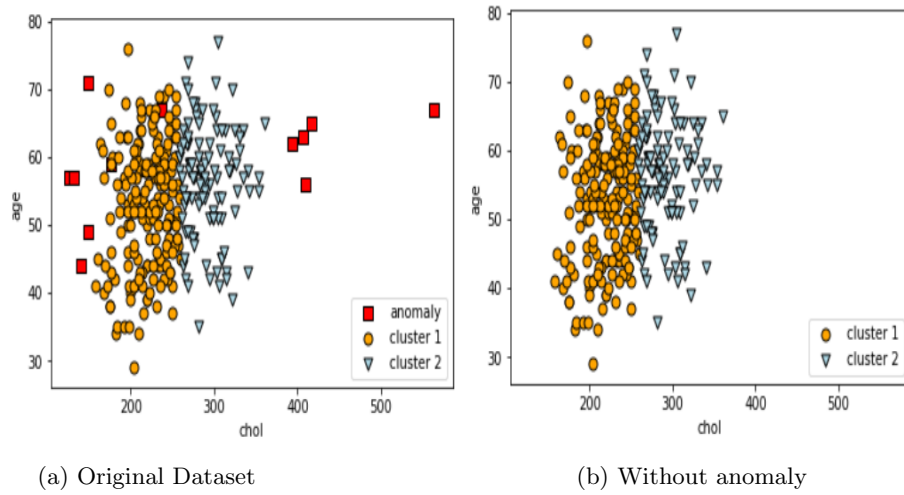 80
70
60
50
40
30
age
200
300
400
500
chol
anomaly
cluster 1
cluster 2
(a) Original Dataset
80
70
60
50
40
30
age
200
300
400
500
chol
cluster 1
cluster 2
(b) Without anomaly